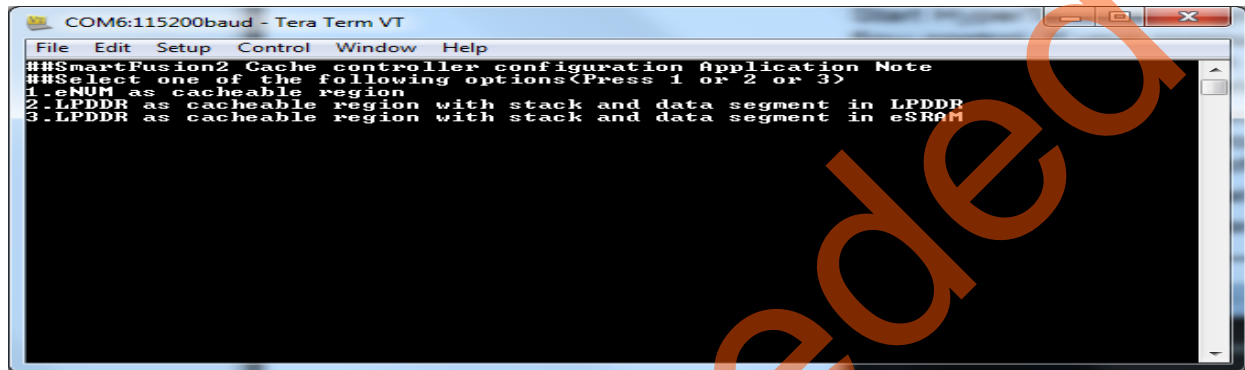 COM6:115200baud - Tera Term VT
File Edit Setup Control Window Help
##SmartFusion2 Cache controller configuration Application Note
##Select one of the following options(Press 1 or 2 or 3)
1.eNVM as cacheable region
2.LPDDR as cacheable region with stack and data segment in LPDDR
3.LPDDR as cacheable region with stack and data segment in eSRAM
eded